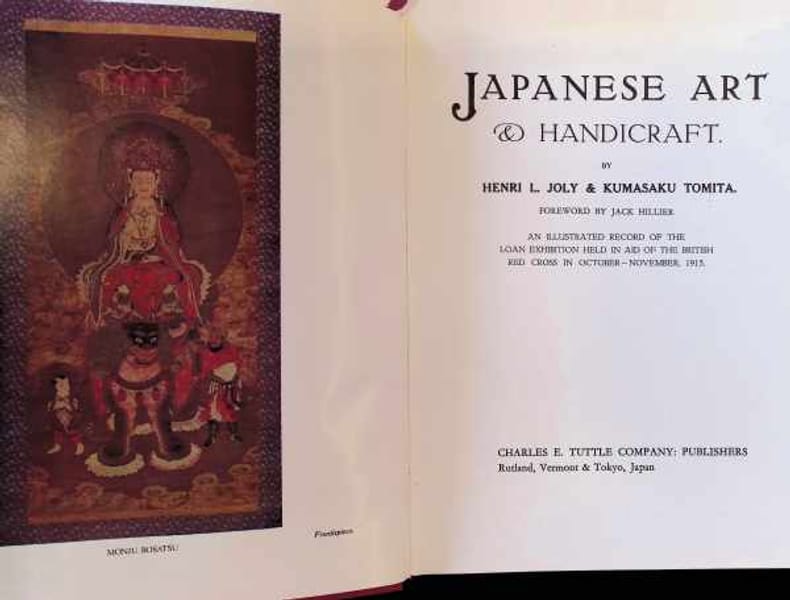 MONJU BOSATSU
Frontispiece
JAPANESE ART
& HANDICRAFT.
BY
HENRI L. JOLY & KUMASAKU TOMITA.
FOREWORD BY JACK HILLIER
AN ILLUSTRATED RECORD OF THE
LOAN EXHIBITION HELD IN AID OF THE BRITISH
RED CROSS IN OCTOBER–NOVEMBER, 1915.
CHARLES E. TUTTLE COMPANY: PUBLISHERS
Rutland, Vermont & Tokyo, Japan